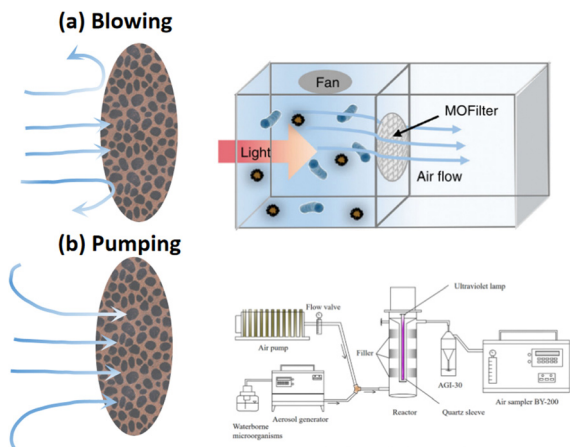 (a) Blowing
Fan
MOFilter
Light
Air flow
(b) Pumping
Ultraviolet lamp
Flow valve
Air pump
Filler
AGI-30
Air sampler BY-200
Waterborne
microorganisms
Aerosol generator
Reactor
Quartz sleeve